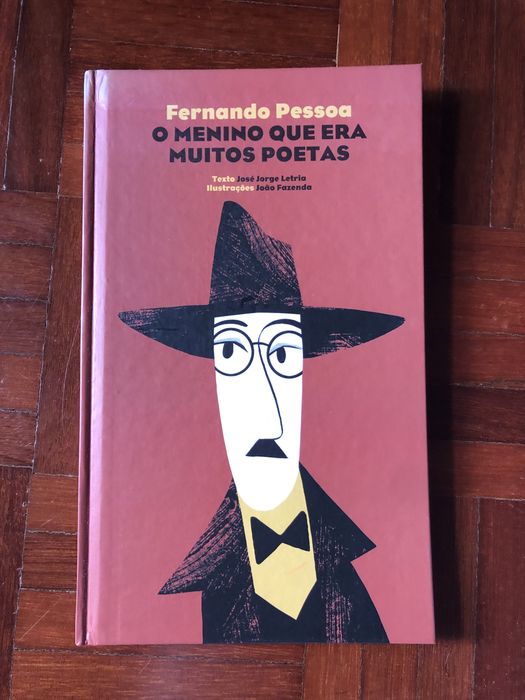 Fernando Pessoa
O MENINO QUE ERA
MUITOS POETAS
Texto José Jorge Letria
Ilustrações João Fazenda